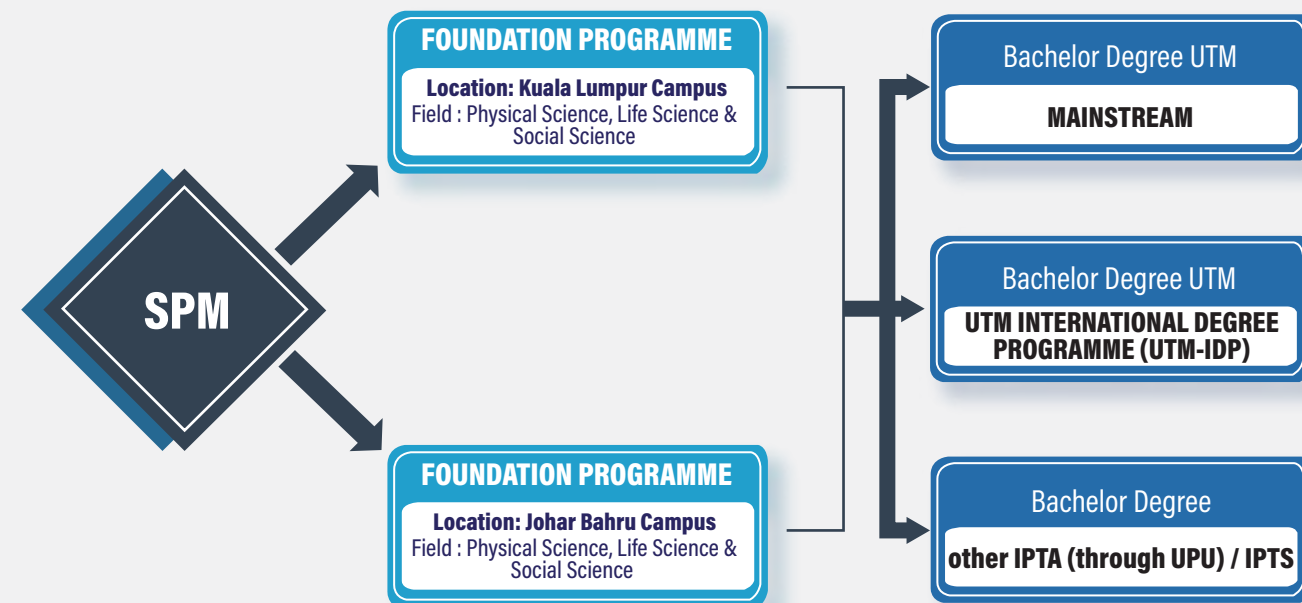 SPM
FOUNDATION PROGRAMME
Location: Kuala Lumpur Campus
Field : Physical Science, Life Science &
Social Science
FOUNDATION PROGRAMME
Location: Johar Bahru Campus
Field : Physical Science, Life Science &
Social Science
Bachelor Degree UTM
MAINSTREAM
Bachelor Degree UTM
UTM INTERNATIONAL DEGREE
PROGRAMME (UTM-IDP)
Bachelor Degree
other IPTA (through UPU) / IPTS